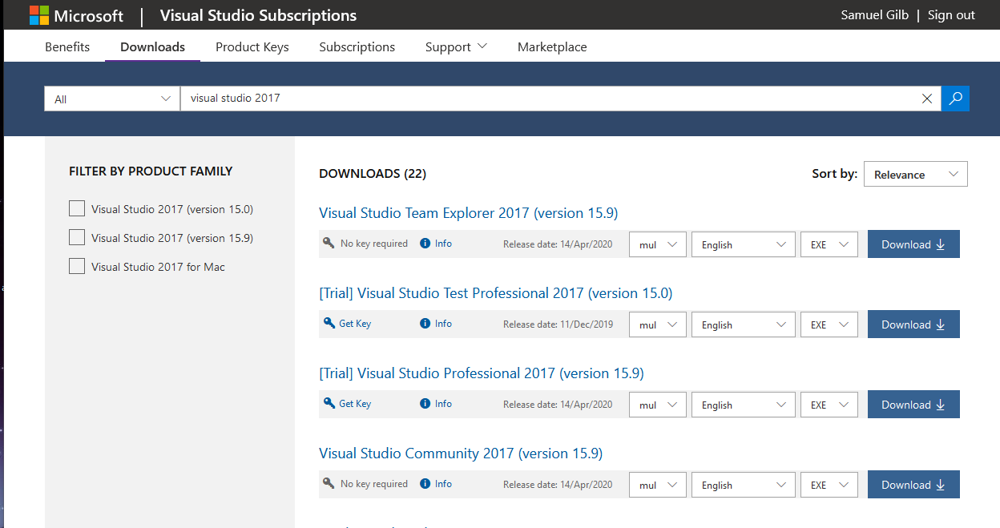 Microsoft | Visual Studio Subscriptions Samuel Gilb | Sign out
Benefits Downloads Product Keys Subscriptions Support Marketplace
All visual studio 2017
FILTER BY PRODUCT FAMILY
Visual Studio 2017 (version 15.0)
Visual Studio 2017 (version 15.9)
Visual Studio 2017 for Mac
DOWNLOADS (22) Sort by: Relevance
Visual Studio Team Explorer 2017 (version 15.9)
No key required Info Release date: 14/Apr/2020 mul English EXE Download
[Trial] Visual Studio Test Professional 2017 (version 15.0)
Get Key Info Release date: 11/Dec/2019 mul English EXE Download
[Trial] Visual Studio Professional 2017 (version 15.9)
Get Key Info Release date: 14/Apr/2020 mul English EXE Download
Visual Studio Community 2017 (version 15.9)
No key required Info Release date: 14/Apr/2020 mul English EXE Download